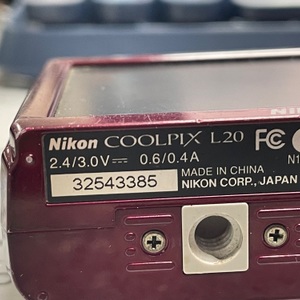 Nikon COOLPIX L20 FC
2.4/3.0V⎓ 0.6/0.4A
32543385
MADE IN CHINA
NIKON CORP., JAPAN